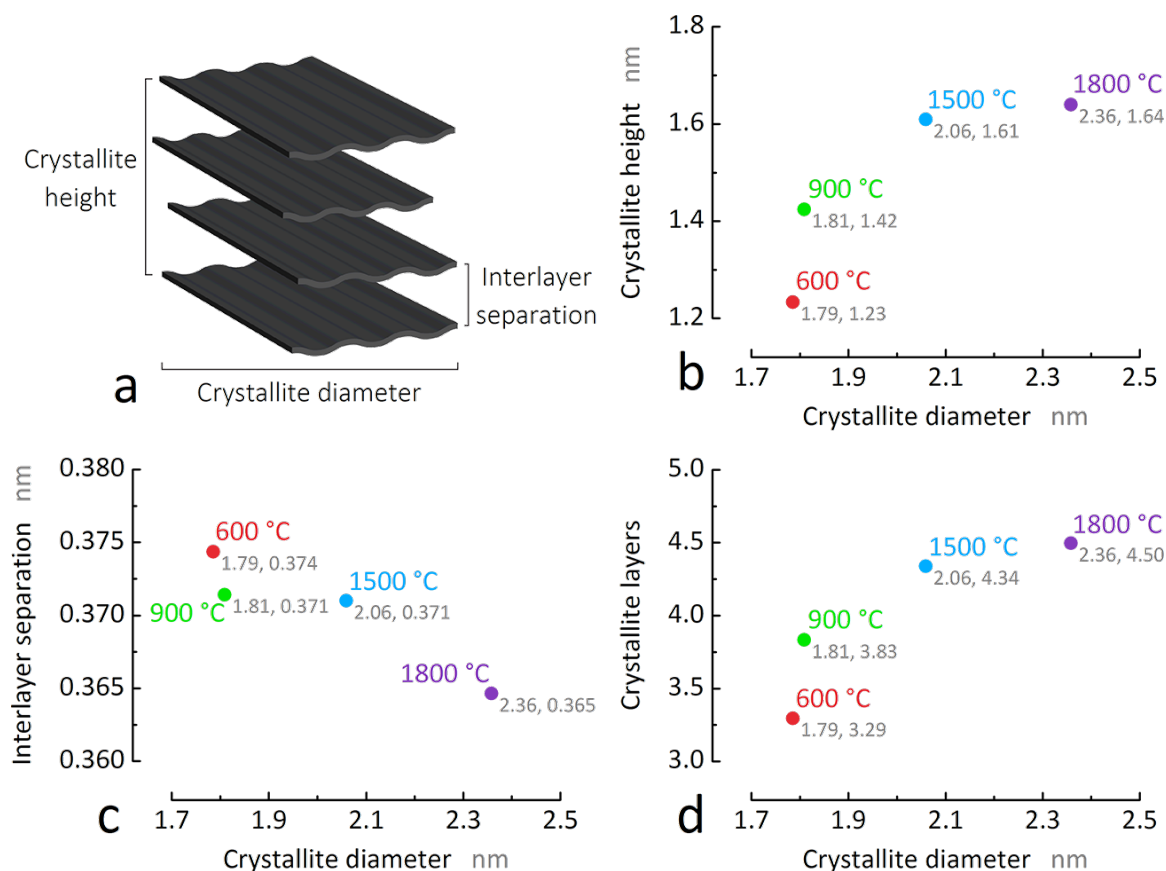 Crystallite
height
Interlayer
separation
Crystallite diameter
a
Crystallite height nm
1.8
1.6
1.4
1.2
1800 °C
2.36, 1.64
1500 °C
2.06, 1.61
900 °C
1.81, 1.42
600 °C
1.79, 1.23
1.7 1.9 2.1 2.3 2.5
Crystallite diameter nm
b
Interlayer separation nm
0.380
0.375
0.370
0.365
0.360
600 °C
1.79, 0.374
900 °C
1.81, 0.371
1500 °C
2.06, 0.371
1800 °C
2.36, 0.365
1.7 1.9 2.1 2.3 2.5
Crystallite diameter nm
c
Crystallite layers
5.0
4.5
4.0
3.5
3.0
1800 °C
2.36, 4.50
1500 °C
2.06, 4.34
900 °C
1.81, 3.83
600 °C
1.79, 3.29
1.7 1.9 2.1 2.3 2.5
Crystallite diameter nm
d